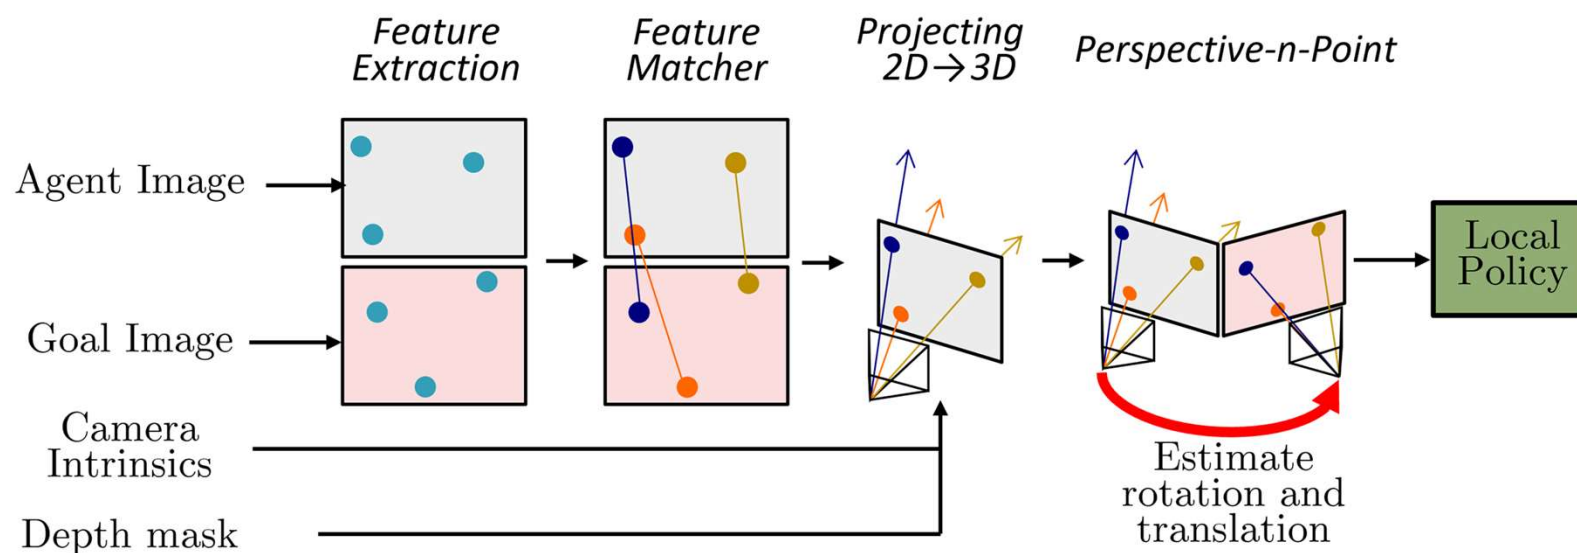 Feature
Extraction
Feature
Matcher
Projecting
2D→3D
Perspective-n-Point
Agent Image
Goal Image
Camera
Intrinsics
Depth mask
Estimate
rotation and
translation
Local
Policy